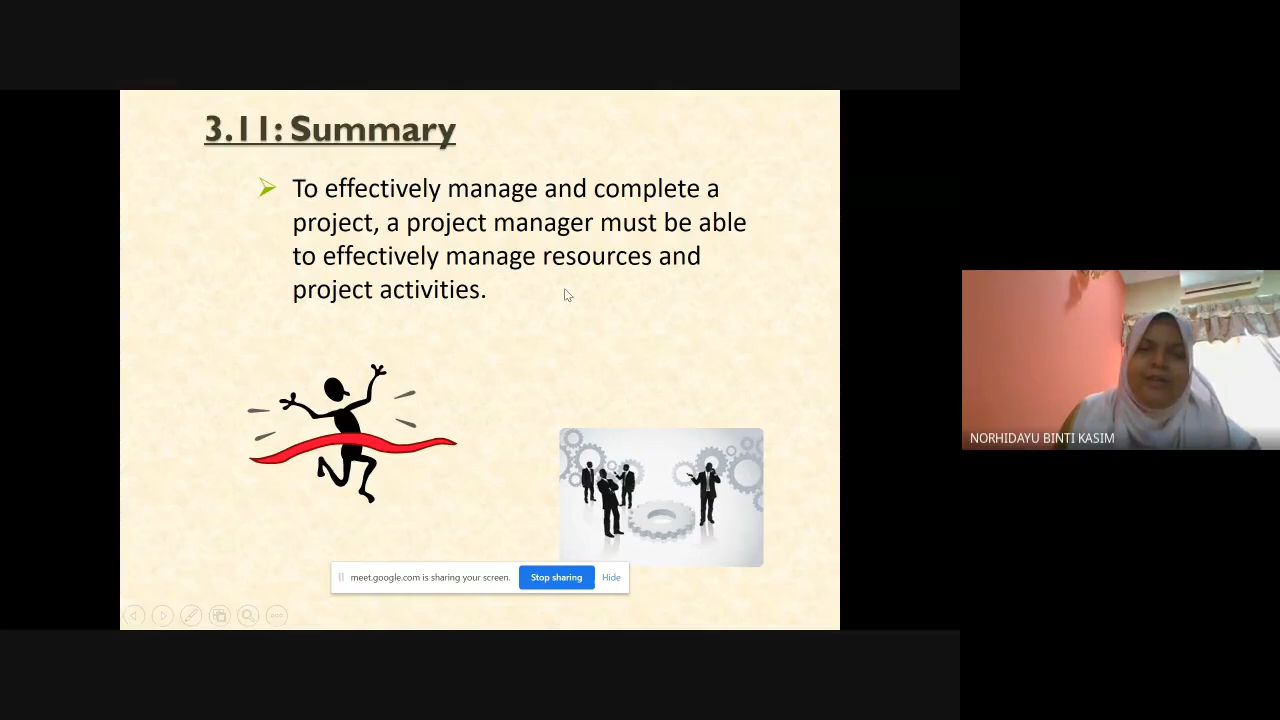 3.11: Summary
To effectively manage and complete a
project, a project manager must be able
to effectively manage resources and
project activities.
NORHIDAYU BINTI KASIM
meet.google.com is sharing your screen.
Stop sharing
Hide